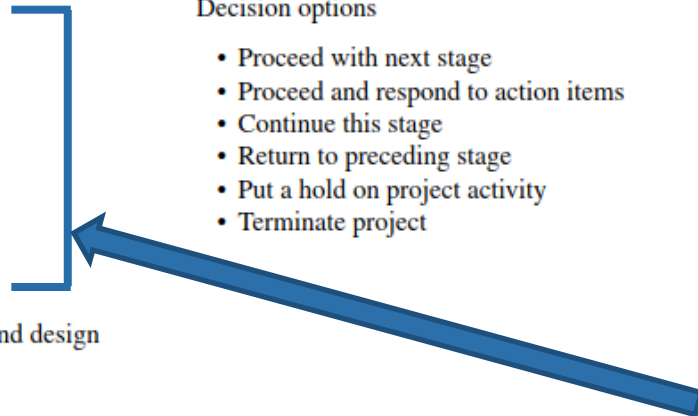 Decision options
• Proceed with next stage
• Proceed and respond to action items
• Continue this stage
• Return to preceding stage
• Put a hold on project activity
• Terminate project
nd design